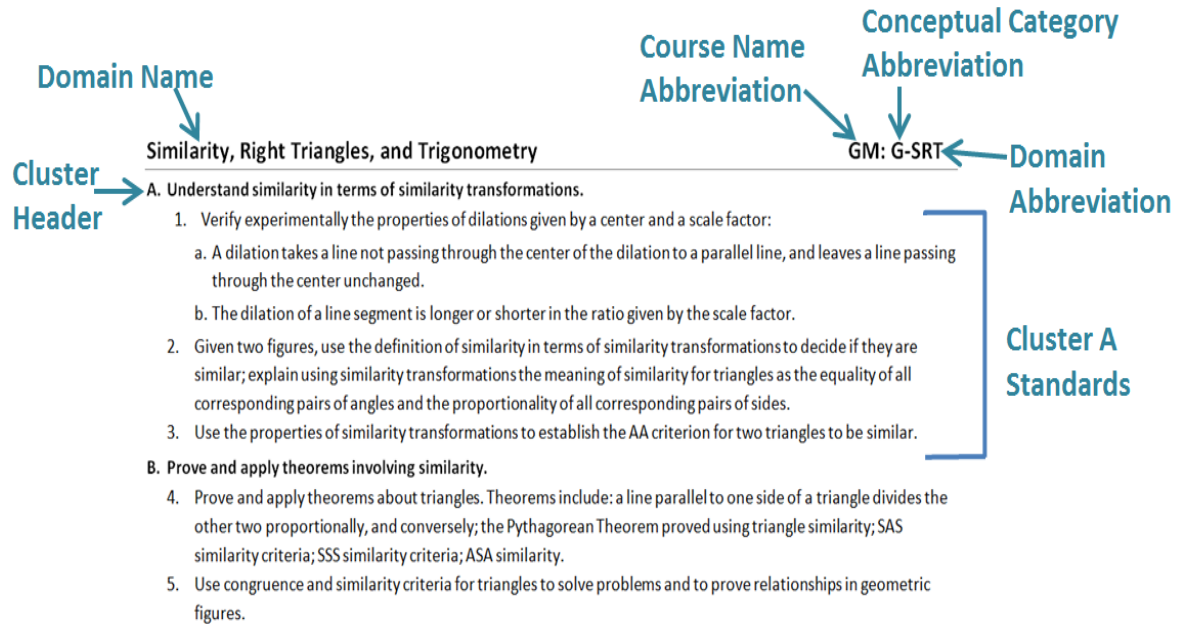 Conceptual Category
Abbreviation
Course Name
Abbreviation
Domain Name
Similarity, Right Triangles, and Trigonometry
GM: G-SRT
Domain
Abbreviation
Cluster
Header
A. Understand similarity in terms of similarity transformations.
1. Verify experimentally the properties of dilations given by a center and a scale factor:
a. A dilation takes a line not passing through the center of the dilation to a parallel line, and leaves a line passing
through the center unchanged.
b. The dilation of a line segment is longer or shorter in the ratio given by the scale factor.
2. Given two figures, use the definition of similarity in terms of similarity transformations to decide if they are
similar; explain using similarity transformations the meaning of similarity for triangles as the equality of all
corresponding pairs of angles and the proportionality of all corresponding pairs of sides.
3. Use the properties of similarity transformations to establish the AA criterion for two triangles to be similar.
Cluster A
Standards
B. Prove and apply theorems involving similarity.
4. Prove and apply theorems about triangles. Theorems include: a line parallel to one side of a triangle divides the
other two proportionally, and conversely; the Pythagorean Theorem proved using triangle similarity; SAS
similarity criteria; SSS similarity criteria; ASA similarity.
5. Use congruence and similarity criteria for triangles to solve problems and to prove relationships in geometric
figures.